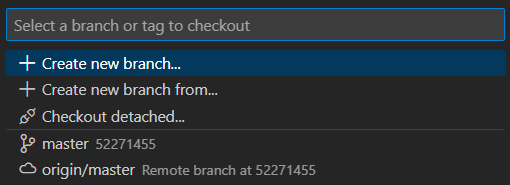 Select a branch or tag to checkout
Create new branch...
Create new branch from...
Checkout detached...
master 52271455
origin/master Remote branch at 52271455